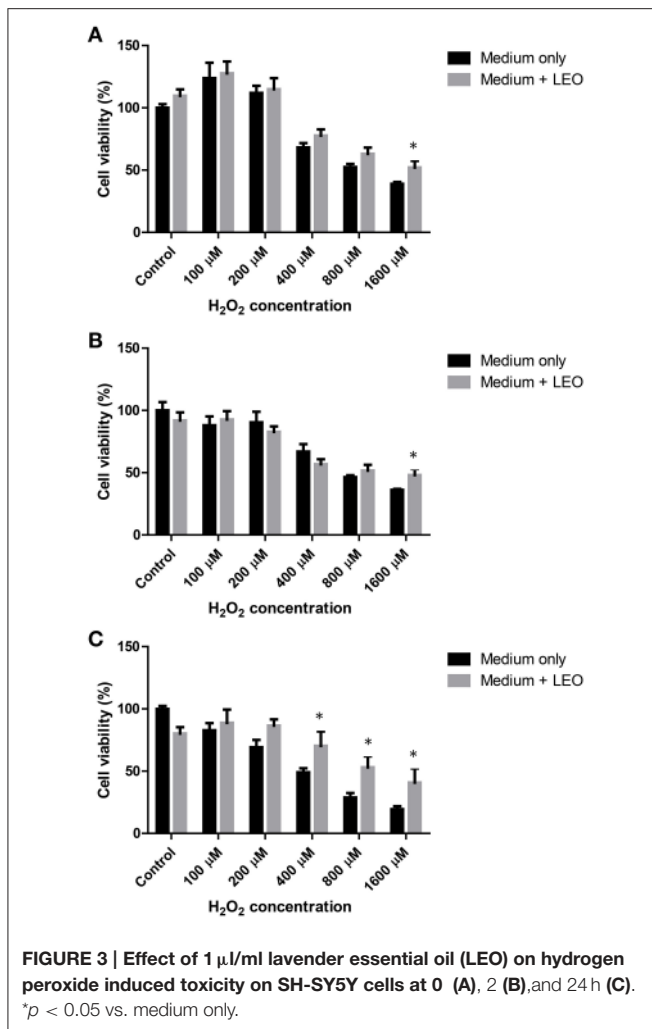 A
150
100
50
0
Cell viability (%)
Medium only
Medium + LEO
*
Control
100 μM
200 μM
400 μM
800 μM
1600 μM
H₂O₂ concentration
B
150
100
50
0
Cell viability (%)
Medium only
Medium + LEO
*
Control
100 μM
200 μM
400 μM
800 μM
1600 μM
H₂O₂ concentration
C
150
100
50
0
Cell viability (%)
Medium only
Medium + LEO
* * *
Control
100 μM
200 μM
400 μM
800 μM
1600 μM
H₂O₂ concentration
FIGURE 3 | Effect of 1 μl/ml lavender essential oil (LEO) on hydrogen
peroxide induced toxicity on SH-SY5Y cells at 0 (A), 2 (B),and 24 h (C).
*p < 0.05 vs. medium only.